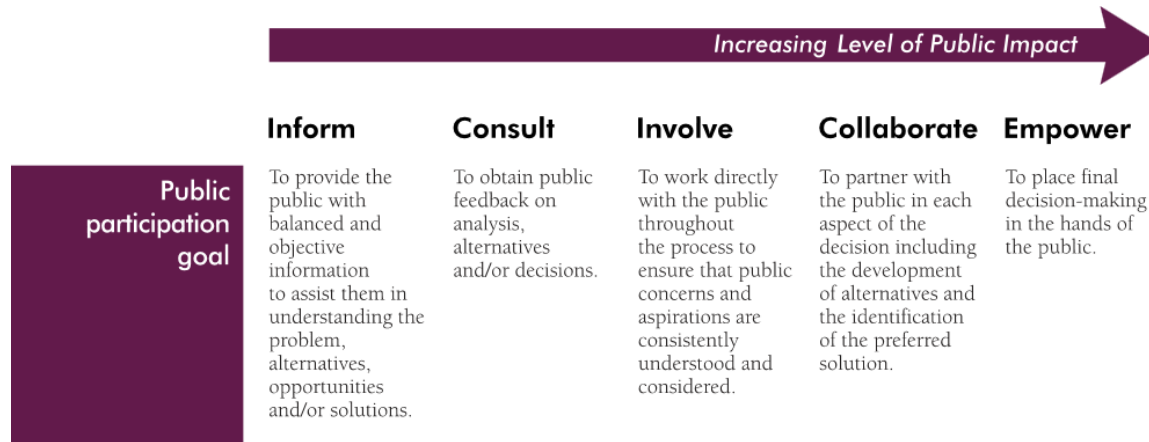 Increasing Level of Public Impact
Inform
Consult
Involve
Collaborate
Empower
Public
participation
goal
To provide the
public with
balanced and
objective
information
to assist them in
understanding the
problem,
alternatives,
opportunities
and/or solutions.
To obtain public
feedback on
analysis,
alternatives
and/or decisions.
To work directly
with the public
throughout
the process to
ensure that public
concerns and
aspirations are
consistently
understood and
considered.
To partner with
the public in each
aspect of the
decision including
the development
of alternatives and
the identification
of the preferred
solution.
To place final
decision-making
in the hands of
the public.